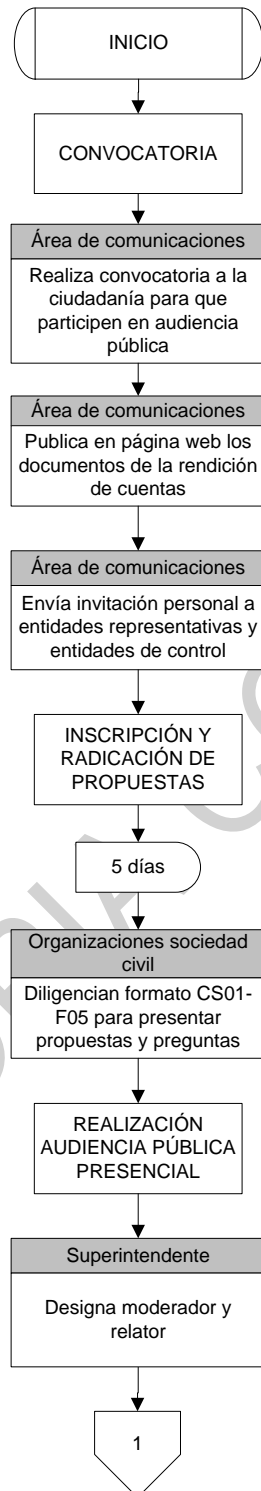 INICIO
CONVOCATORIA
Área de comunicaciones
Realiza convocatoria a la
ciudadanía para que
participen en audiencia
pública
Área de comunicaciones
Publica en página web los
documentos de la rendición
de cuentas
Área de comunicaciones
Envía invitación personal a
entidades representativas y
entidades de control
INSCRIPCIÓN Y
RADICACIÓN DE
PROPUESTAS
5 días
Organizaciones sociedad
civil
Diligencian formato CS01-
F05 para presentar
propuestas y preguntas
REALIZACIÓN
AUDIENCIA PÚBLICA
PRESENCIAL
Superintendente
Designa moderador y
relator
1